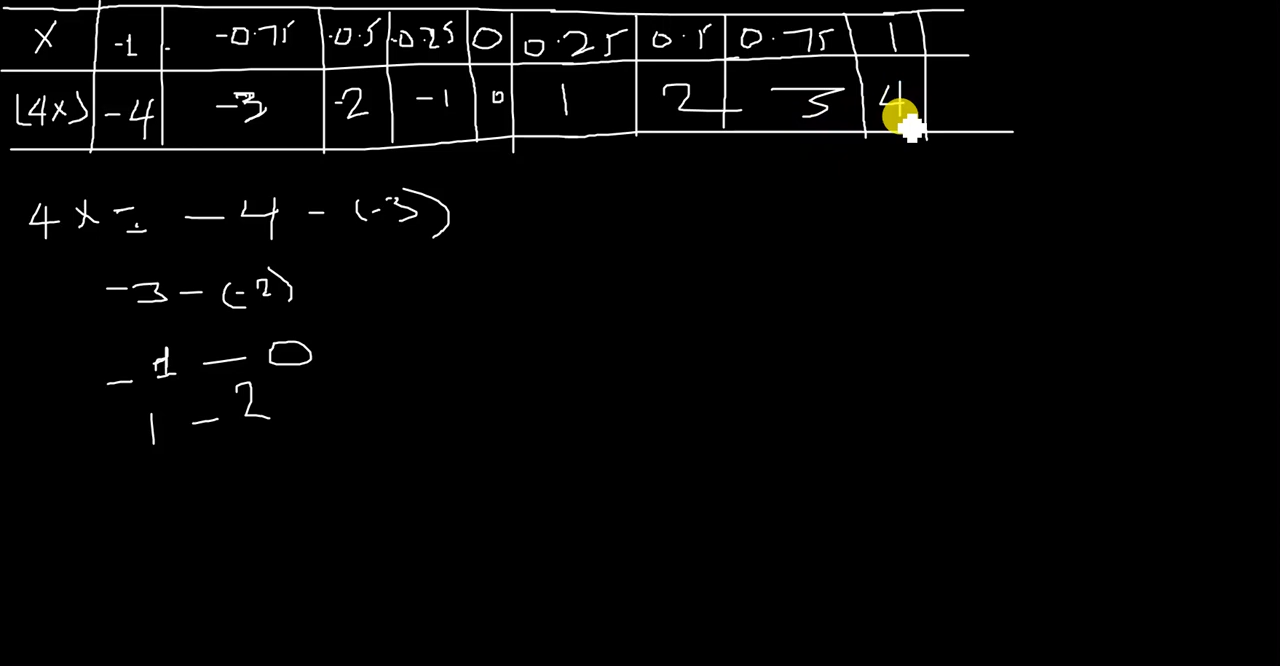 X -1 -0.75 -0.5 -0.25 0 0.25 0.5 0.75 1
[4x) -4 -3 -2 -1 0 1 2 3 4
4x = -4 - (-3)
-3 - (-2)
-1 - 0
1 - 2